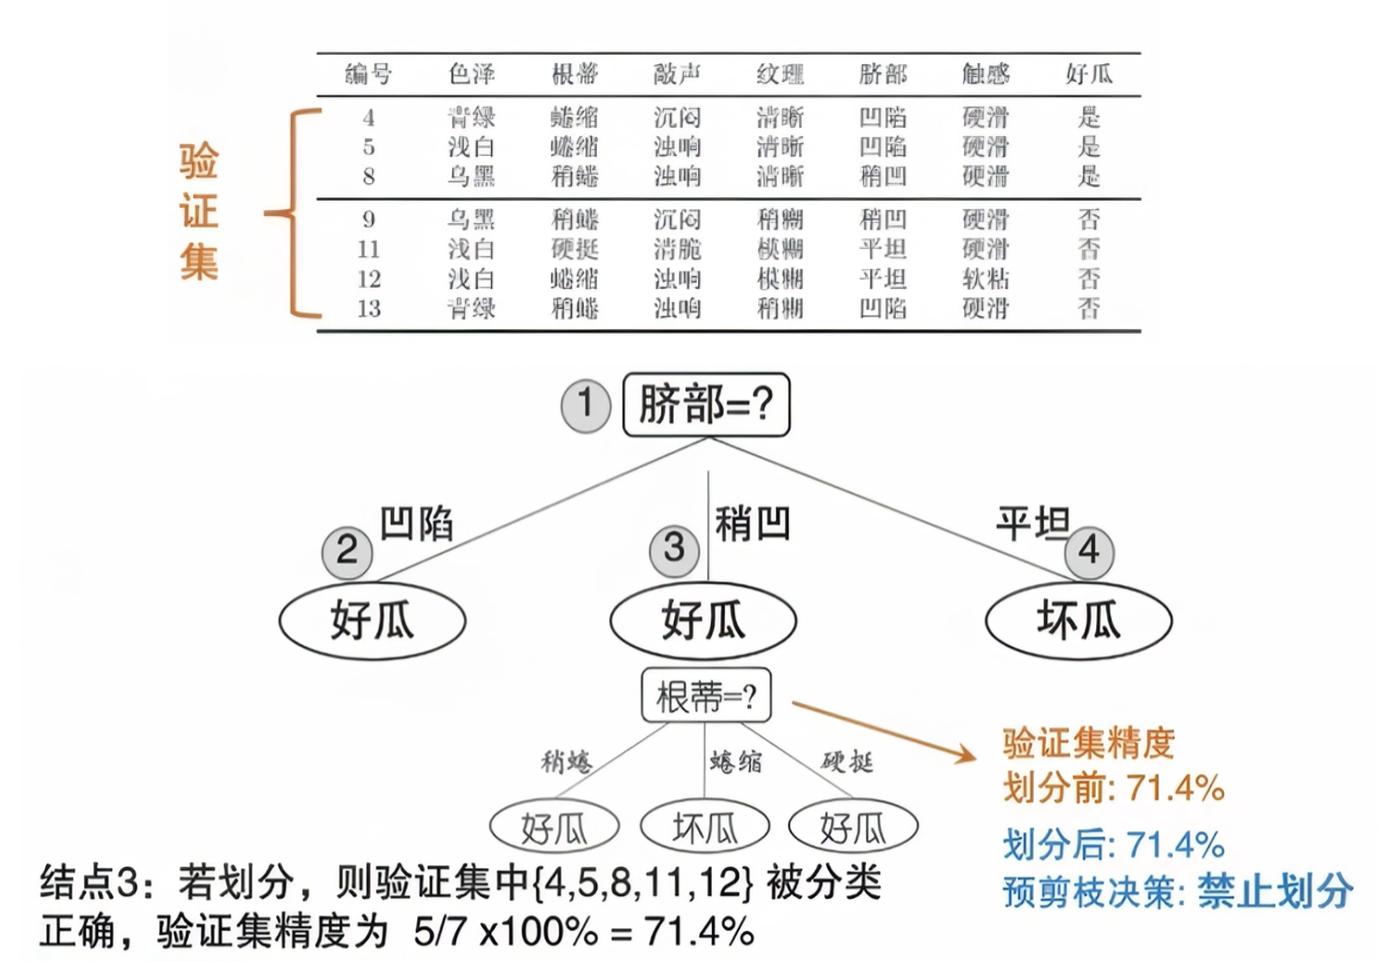 编号 色泽 根蒂 敲声 纹理 脐部 触感 好瓜
验证集
4 青绿 蜷缩 沉闷 清晰 凹陷 硬滑 是
5 浅白 蜷缩 浊响 清晰 凹陷 硬滑 是
8 乌黑 稍蜷 浊响 清晰 稍凹 硬滑 是
9 乌黑 稍蜷 沉闷 稍糊 稍凹 硬滑 否
11 浅白 硬挺 清脆 模糊 平坦 硬滑 否
12 浅白 蜷缩 浊响 模糊 平坦 软粘 否
13 青绿 稍蜷 浊响 稍糊 凹陷 硬滑 否
1 脐部=?
凹陷 稍凹 平坦
2 3 4
好瓜 好瓜 坏瓜
根蒂=?
稍蜷 蜷缩 硬挺
好瓜 坏瓜 好瓜
验证集精度
划分前: 71.4%
划分后: 71.4%
预剪枝决策: 禁止划分
结点3：若划分，则验证集中{4,5,8,11,12} 被分类
正确，验证集精度为 5/7 x100% = 71.4%